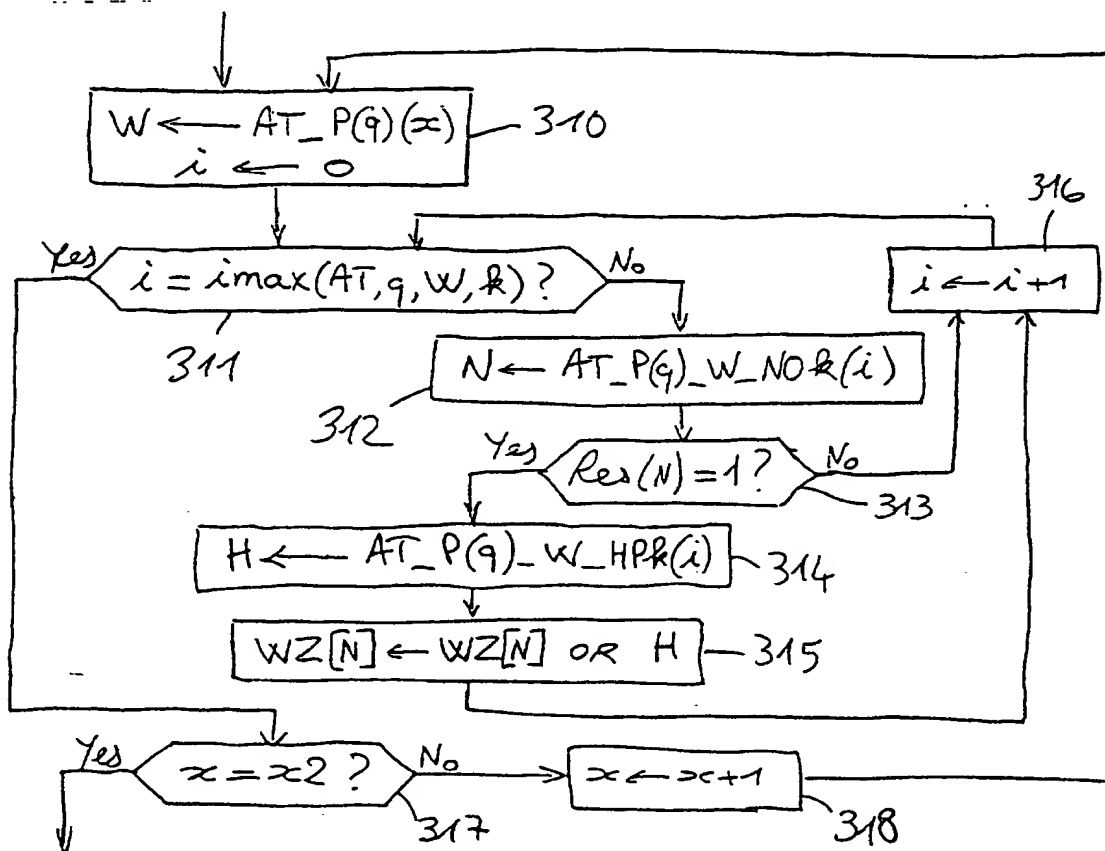 W ← AT_P(q)(x)
i ← 0
310
316
Yes
i = imax(AT,q,W,k) ?
No
i ← i+1
311
N ← AT_P(q)_W_NOk(i)
312
Yes
Res(N) = 1 ?
No
313
H ← AT_P(q)_W_HPk(i)
314
WZ[N] ← WZ[N] OR H
315
Yes
x = x2 ?
No
x ← x+1
317
318